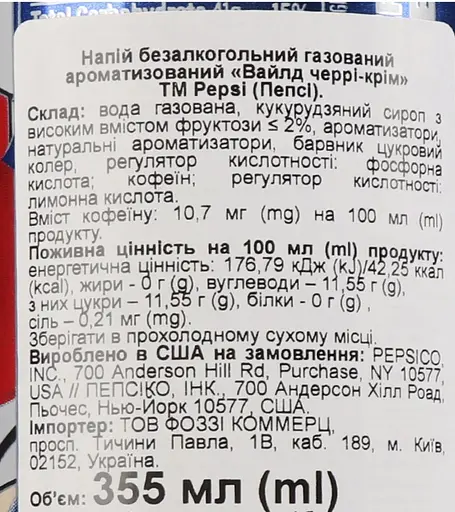 Total Carbohydrate 41g 15%
Напій безалкогольний газований
ароматизований «Вайлд черрі-крім»
ТМ Pepsi (Пепсі).
Склад: вода газована, кукурудзяний сироп з
високим вмістом фруктози ≤ 2%, ароматизатори,
натуральні ароматизатори, барвник цукровий
колер, регулятор кислотності: фосфорна
кислота; кофеїн; регулятор кислотності:
лимонна кислота.
Вміст кофеїну: 10,7 мг (mg) на 100 мл (ml)
продукту.
Поживна цінність на 100 мл (ml) продукту:
енергетична цінність: 176,79 кДж (kJ)/42,25 ккал
(kcal), жири - 0 г (g), вуглеводи – 11,55 г (g),
з них цукри – 11,55 г (g), білки - 0 г (g) ,
сіль – 0,21 мг (mg).
Зберігати в прохолодному сухому місці.
Вироблено в США на замовлення: PEPSICO,
INC., 700 Anderson Hill Rd, Purchase, NY 10577,
USA // ПЕПСІКО, ІНК., 700 Андерсон Хілл Роад,
Пьочес, Нью-Йорк 10577, США.
Імпортер: ТОВ ФОЗЗІ КОММЕРЦ,
просп. Тичини Павла, 1В, каб. 189, м. Київ,
02152, Україна.
Об'єм: 355 мл (ml)